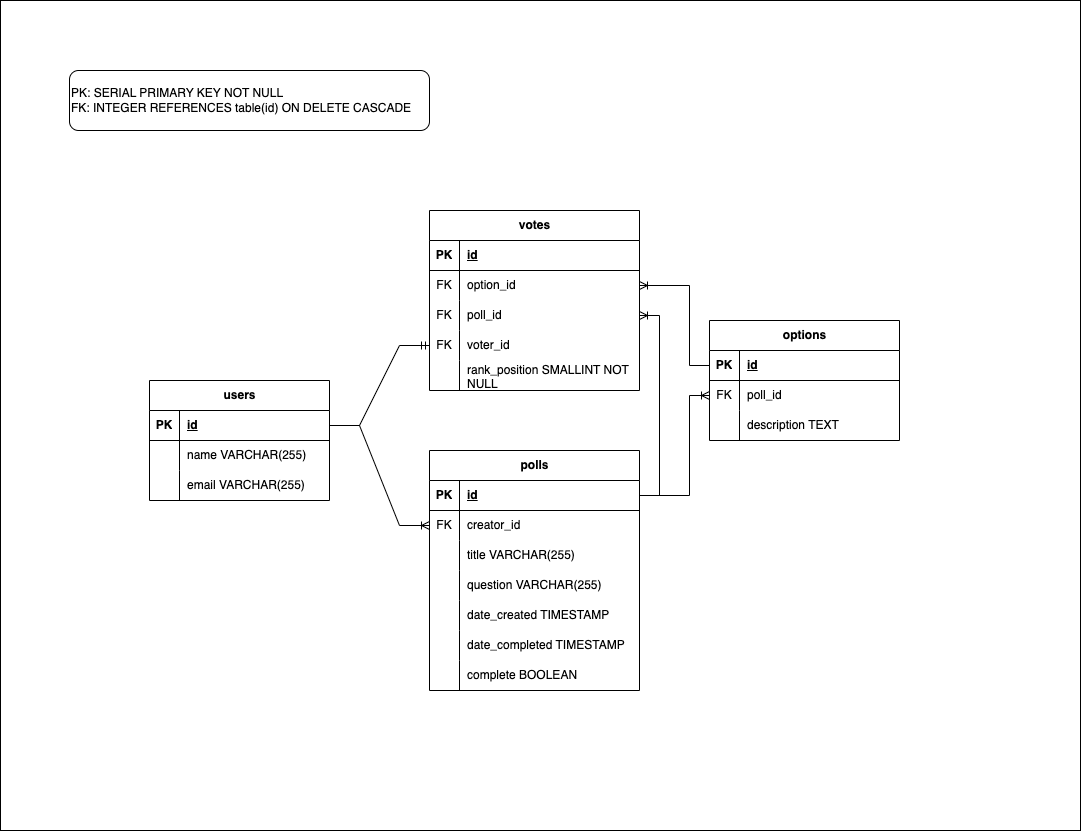 PK: SERIAL PRIMARY KEY NOT NULL
FK: INTEGER REFERENCES table(id) ON DELETE CASCADE
votes
PK id
FK option_id
FK poll_id
FK voter_id
rank_position SMALLINT NOT
NULL
options
PK id
FK poll_id
description TEXT
users
PK id
name VARCHAR(255)
email VARCHAR(255)
polls
PK id
FK creator_id
title VARCHAR(255)
question VARCHAR(255)
date_created TIMESTAMP
date_completed TIMESTAMP
complete BOOLEAN